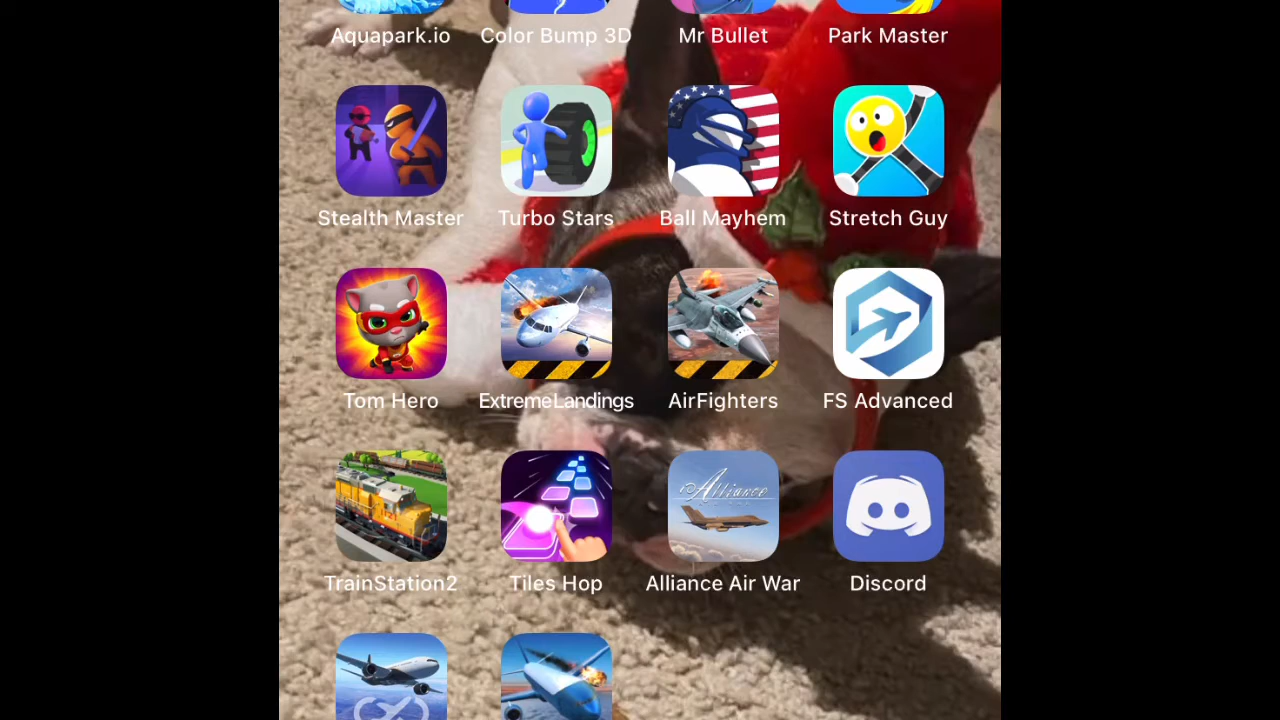 Aquapark.io
Color Bump 3D
Mr Bullet
Park Master
Stealth Master
Turbo Stars
Ball Mayhem
Stretch Guy
Tom Hero
ExtremeLandings
AirFighters
FS Advanced
Alliance
TrainStation2
Tiles Hop
Alliance Air War
Discord